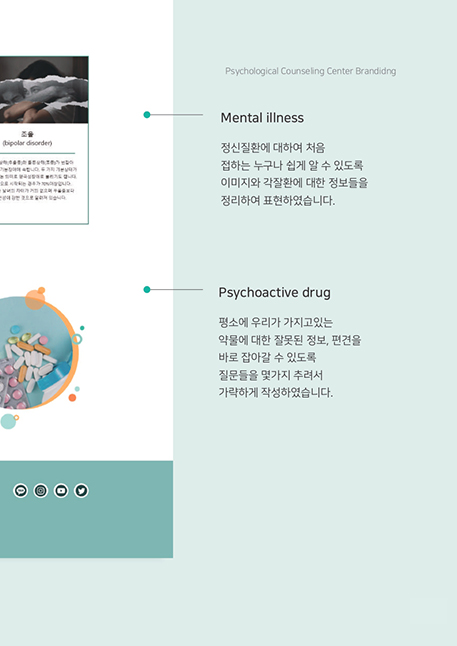 Psychological Counseling Center Brandidng
Mental illness
정신질환에 대하여 처음
접하는 누구나 쉽게 알 수 있도록
이미지와 각질환에 대한 정보들을
정리하여 표현하였습니다.
조울
(bipolar disorder)
Psychoactive drug
평소에 우리가 가지고있는
약물에 대한 잘못된 정보, 편견을
바로 잡아갈 수 있도록
질문들을 몇가지 추려서
가략하게 작성하였습니다.